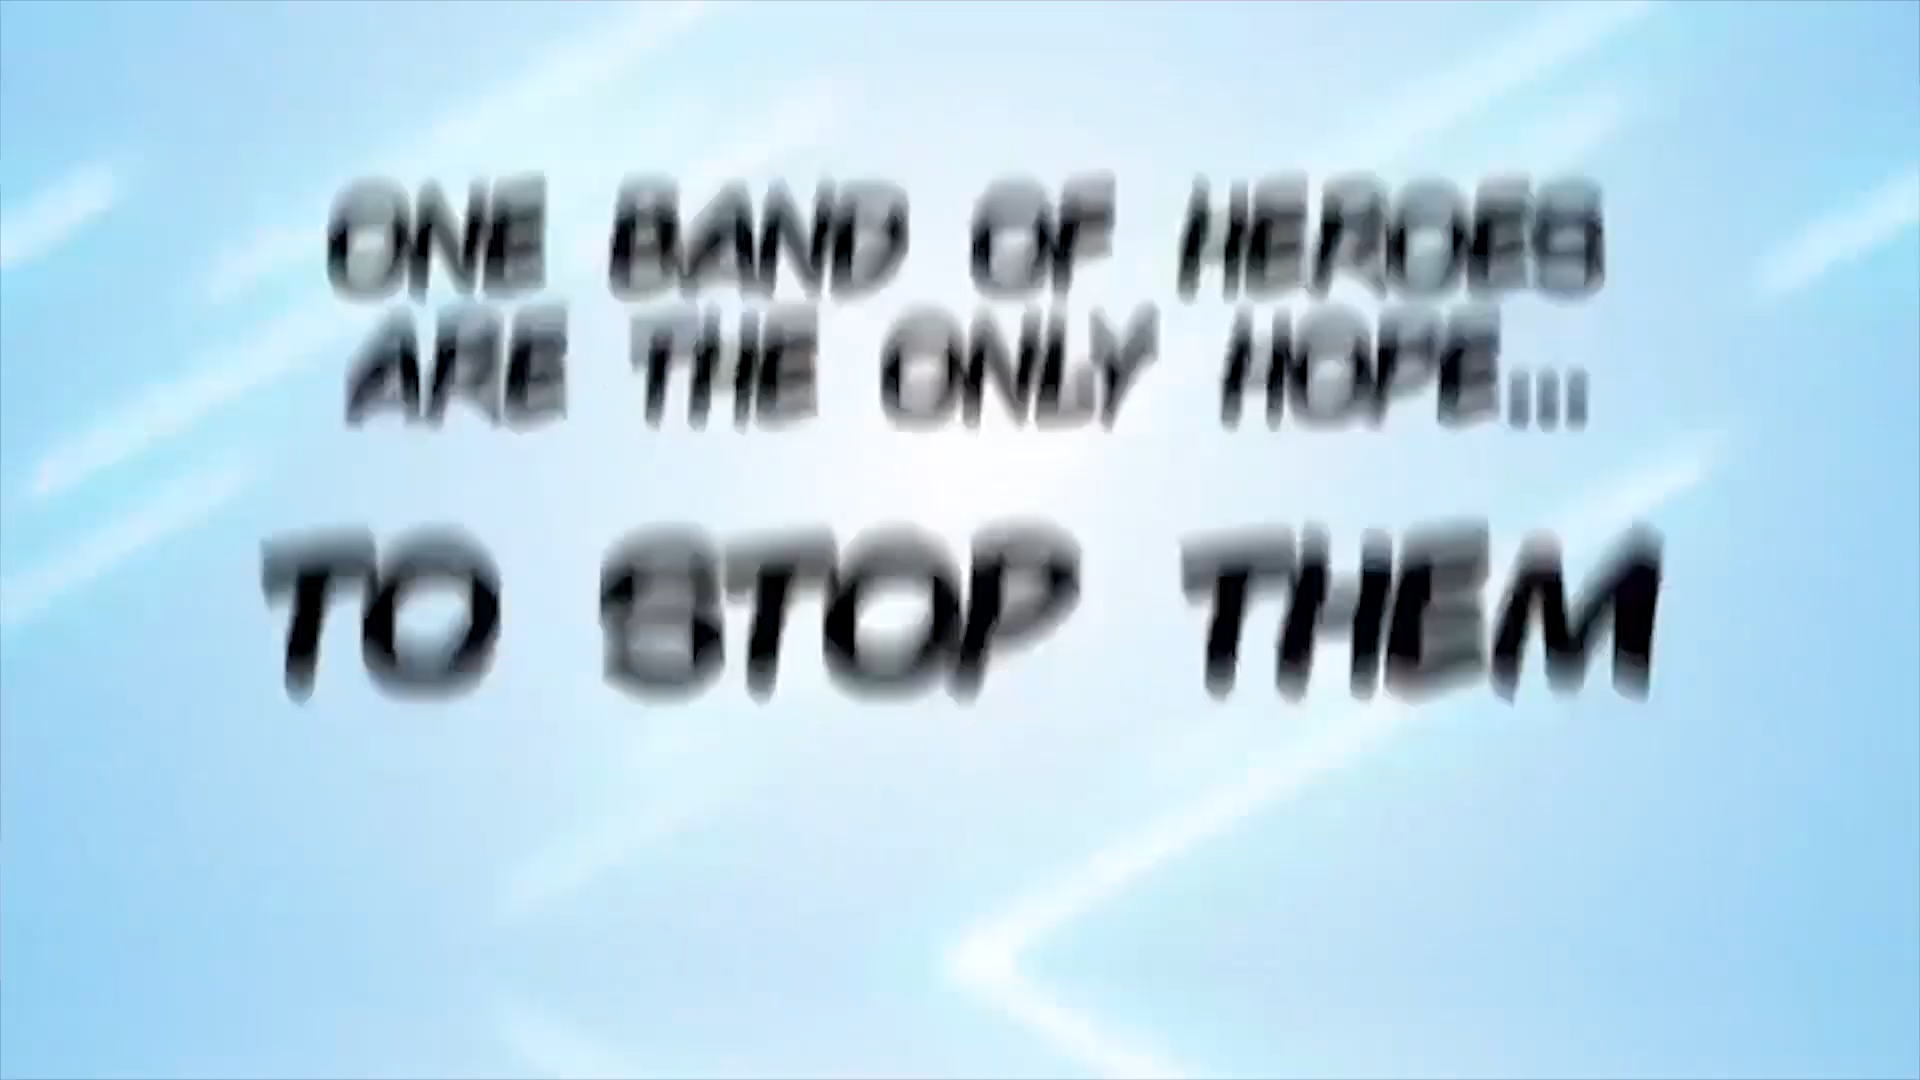 ONE BAND OF HEROES
ARE THE ONLY HOPE...
TO STOP THEM